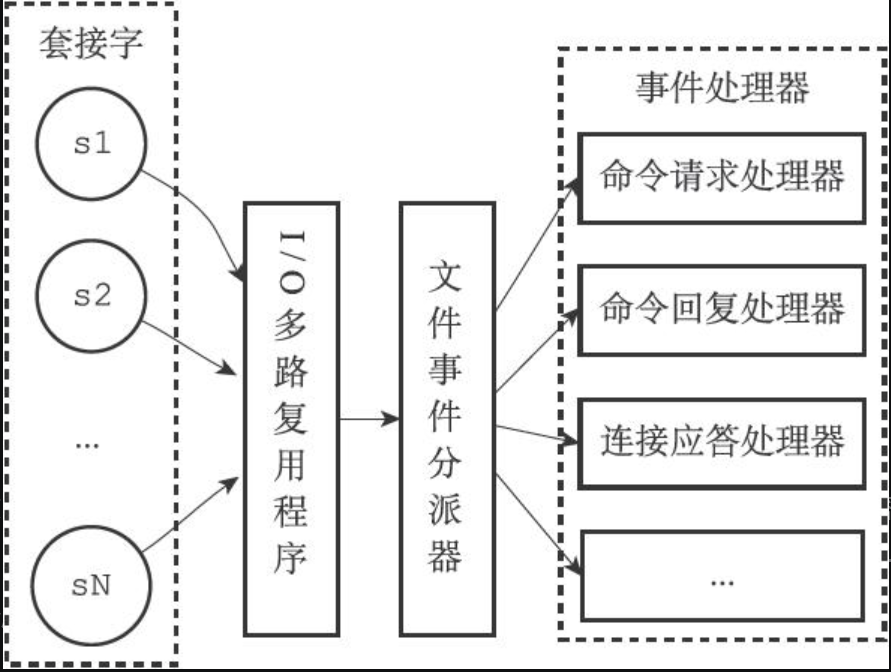 套接字
s1
s2
...
sN
I/O多路复用程序
文件事件分派器
事件处理器
命令请求处理器
命令回复处理器
连接应答处理器
...